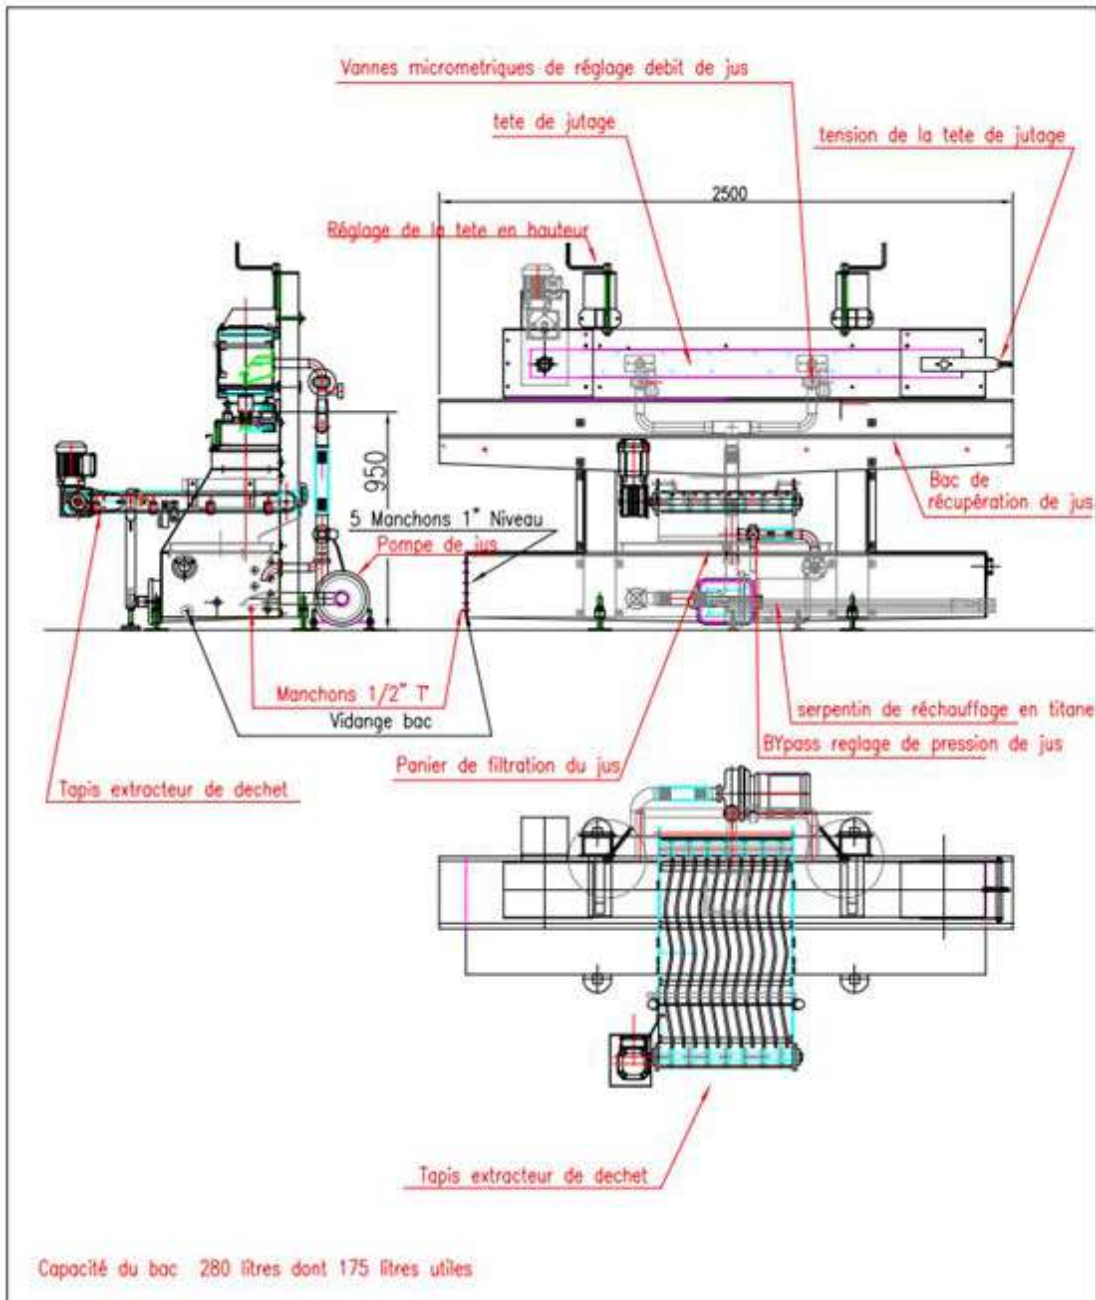 Vannes micrometriques de réglage debit de jus
tete de jutage
tension de la tete de jutage
2500
Réglage de la tete en hauteur
950
Bac de
récupération de jus
5 Manchons 1" Niveau
Pompe de jus
Manchons 1/2" T°
Vidange bac
serpentin de réchauffage en titane
BYpass reglage de pression de jus
Panier de filtration du jus
Tapis extracteur de dechet
Tapis extracteur de dechet
Capacité du bac 280 litres dont 175 litres utiles